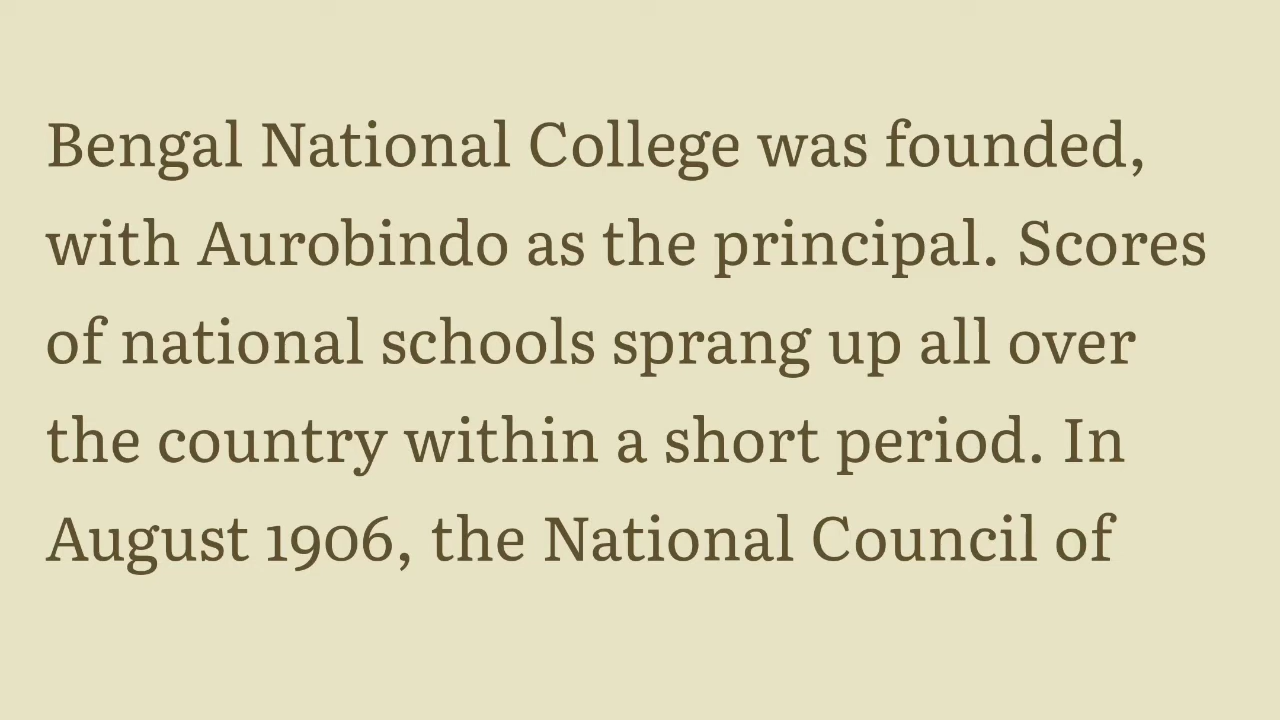 Bengal National College was founded,
with Aurobindo as the principal. Scores
of national schools sprang up all over
the country within a short period. In
August 1906, the National Council of